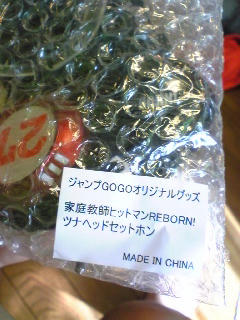 27
ジャンプGOGOオリジナルグッズ
家庭教師ヒットマンREBORN!
ツナヘッドセットホン
MADE IN CHINA